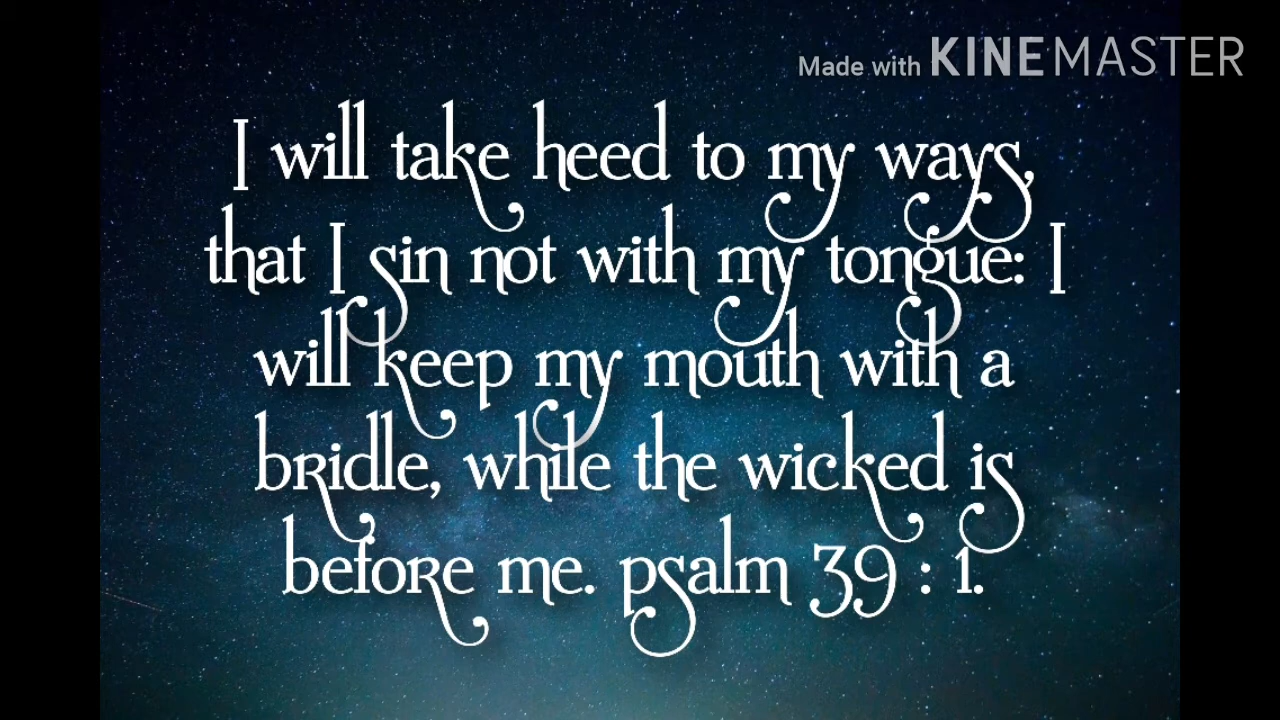 Made with KINEMASTER
I will take heed to my ways,
that I sin not with my tongue: I
will keep my mouth with a
bridle, while the wicked is
before me. psalm 39 : 1.